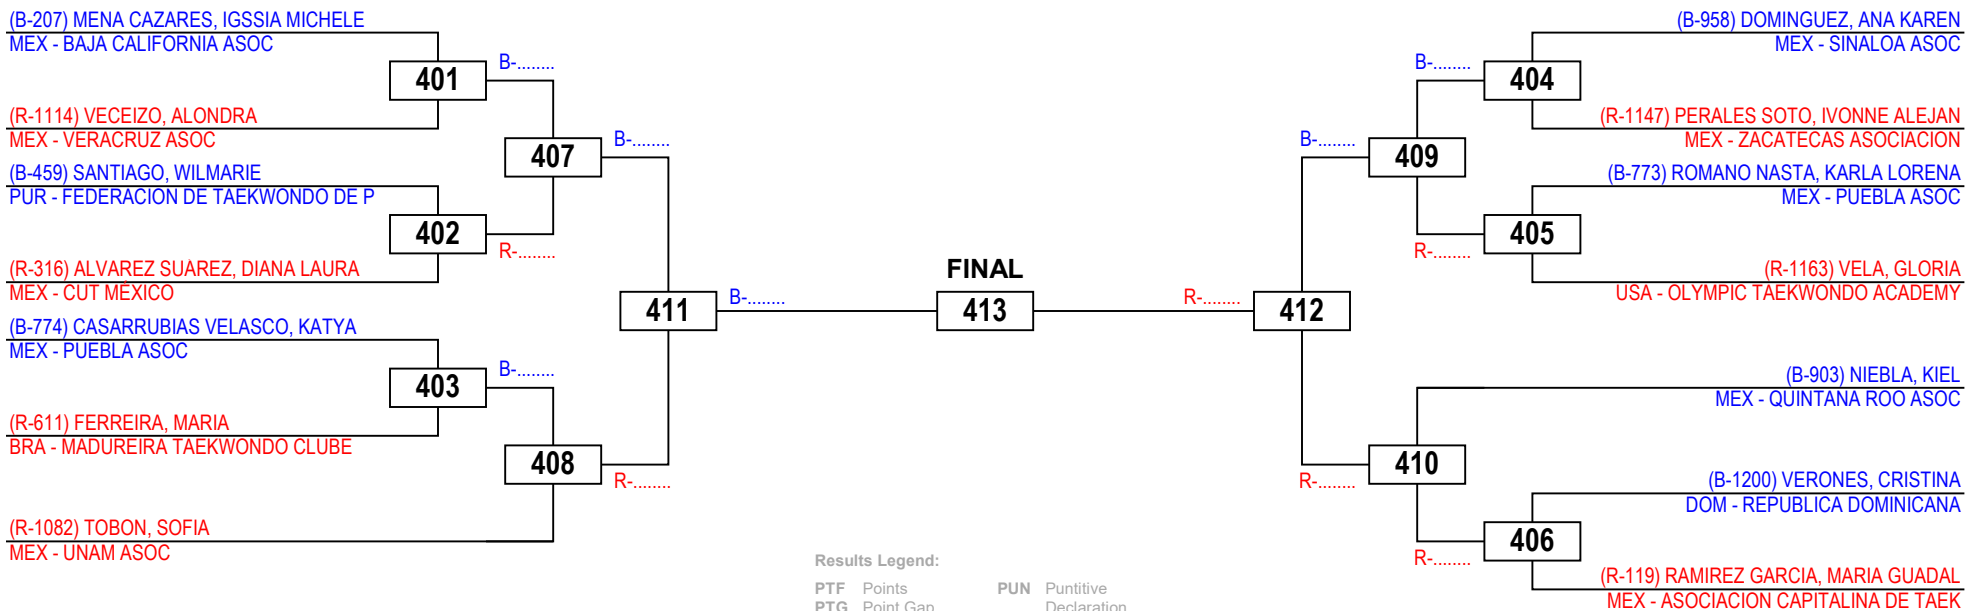 (B-207) MENA CAZARES, IGSSIA MICHELE
MEX - BAJA CALIFORNIA ASOC
401
B-........
(R-1114) VECEIZO, ALONDRA
MEX - VERACRUZ ASOC
407
B-........
(B-459) SANTIAGO, WILMARIE
PUR - FEDERACION DE TAEKWONDO DE P
402
R-........
(R-316) ALVAREZ SUÁREZ, DIANA LAURA
MEX - CUT MÉXICO
411
B-........
(B-774) CASARRUBIAS VELASCO, KATYA
MEX - PUEBLA ASOC
403
B-........
(R-611) FERREIRA, MARIA
BRA - MADUREIRA TAEKWONDO CLUBE
408
R-........
(R-1082) TOBON, SOFIA
MEX - UNAM ASOC
FINAL
413
(B-958) DOMINGUEZ, ANA KAREN
MEX - SINALOA ASOC
B-........
404
(R-1147) PERALES SOTO, IVONNE ALEJAN
MEX - ZACATECAS ASOCIACION
B-........
409
(B-773) ROMANO NASTA, KARLA LORENA
MEX - PUEBLA ASOC
R-........
405
(R-1163) VELA, GLORIA
USA - OLYMPIC TAEKWONDO ACADEMY
R-........
412
(B-903) NIEBLA, KIEL
MEX - QUINTANA ROO ASOC
R-........
410
(B-1200) VERONES, CRISTINA
DOM - REPUBLICA DOMINICANA
R-........
406
(R-119) RAMIREZ GARCIA, MARIA GUADAL
MEX - ASOCIACION CAPITALINA DE TAEK
Results Legend:
PTF Points PUN Puntitive
PTG Point Gap Declaration